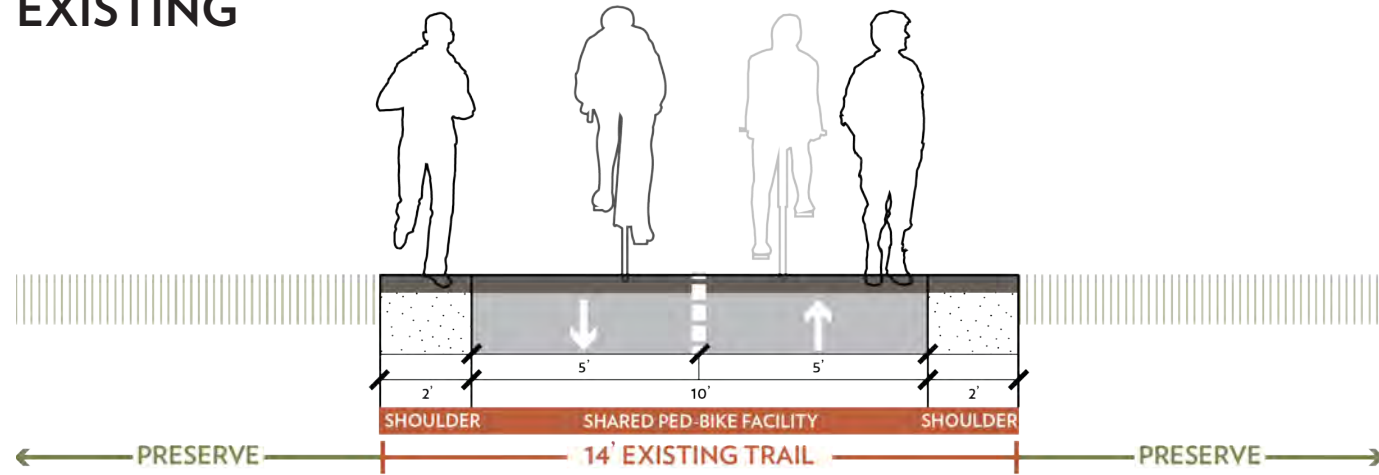 EXISTING
5' 5'
2' 10' 2'
SHOULDER SHARED PED-BIKE FACILITY SHOULDER
PRESERVE 14' EXISTING TRAIL PRESERVE